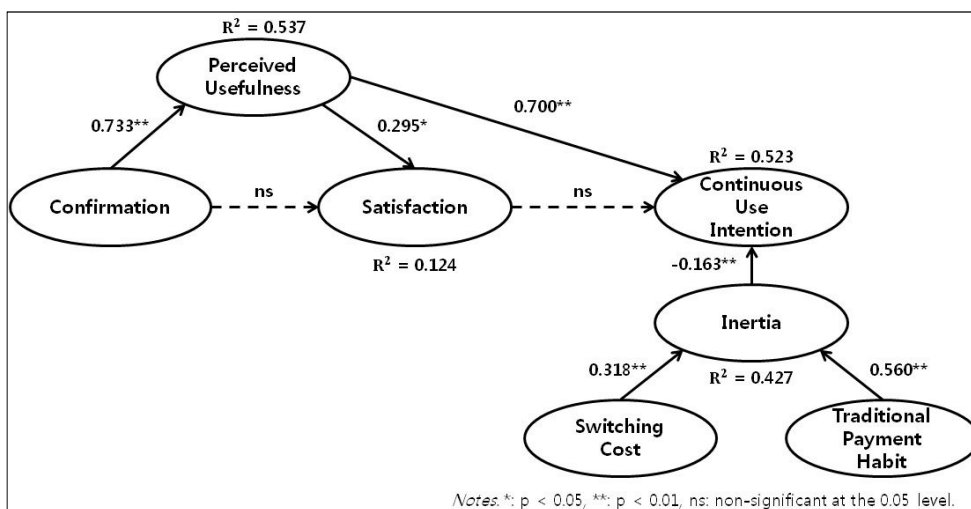 R² = 0.537
Perceived
Usefulness
0.733**
0.295*
0.700**
R² = 0.523
Confirmation
ns
Satisfaction
ns
Continuous
Use
Intention
R² = 0.124
-0.163**
Inertia
0.318**
R² = 0.427
0.560**
Switching
Cost
Traditional
Payment
Habit
Notes. *: p < 0.05, **: p < 0.01, ns: non-significant at the 0.05 level.